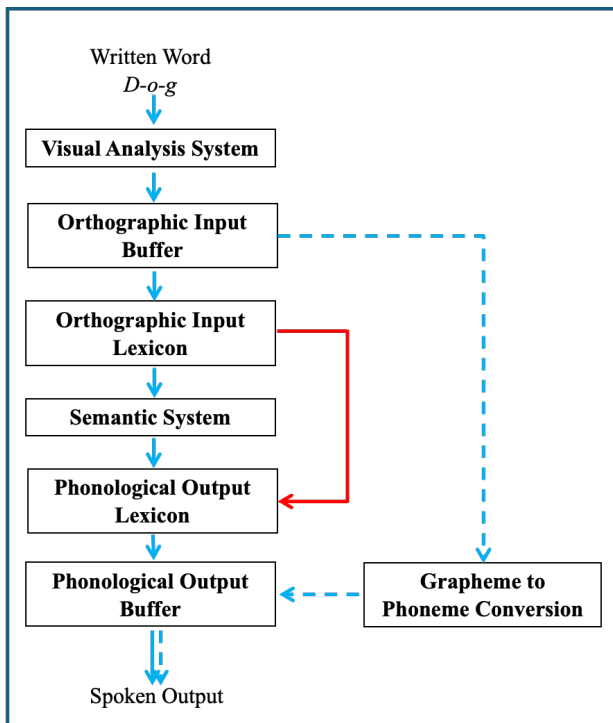 Written Word
D-o-g
Visual Analysis System
Orthographic Input
Buffer
Orthographic Input
Lexicon
Semantic System
Phonological Output
Lexicon
Phonological Output
Buffer
Grapheme to
Phoneme Conversion
Spoken Output